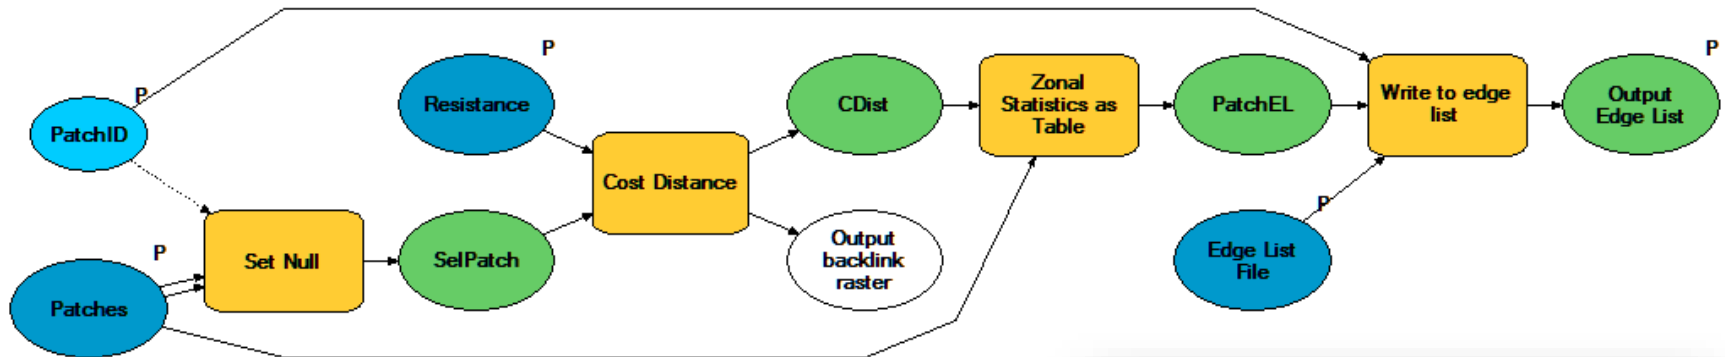 P
PatchID
P
Patches
Set Null
P
Resistance
SelPatch
Cost Distance
CDist
Output
backlink
raster
Zonal
Statistics as
Table
PatchEL
P
Edge List
File
Write to edge
list
P
Output
Edge List